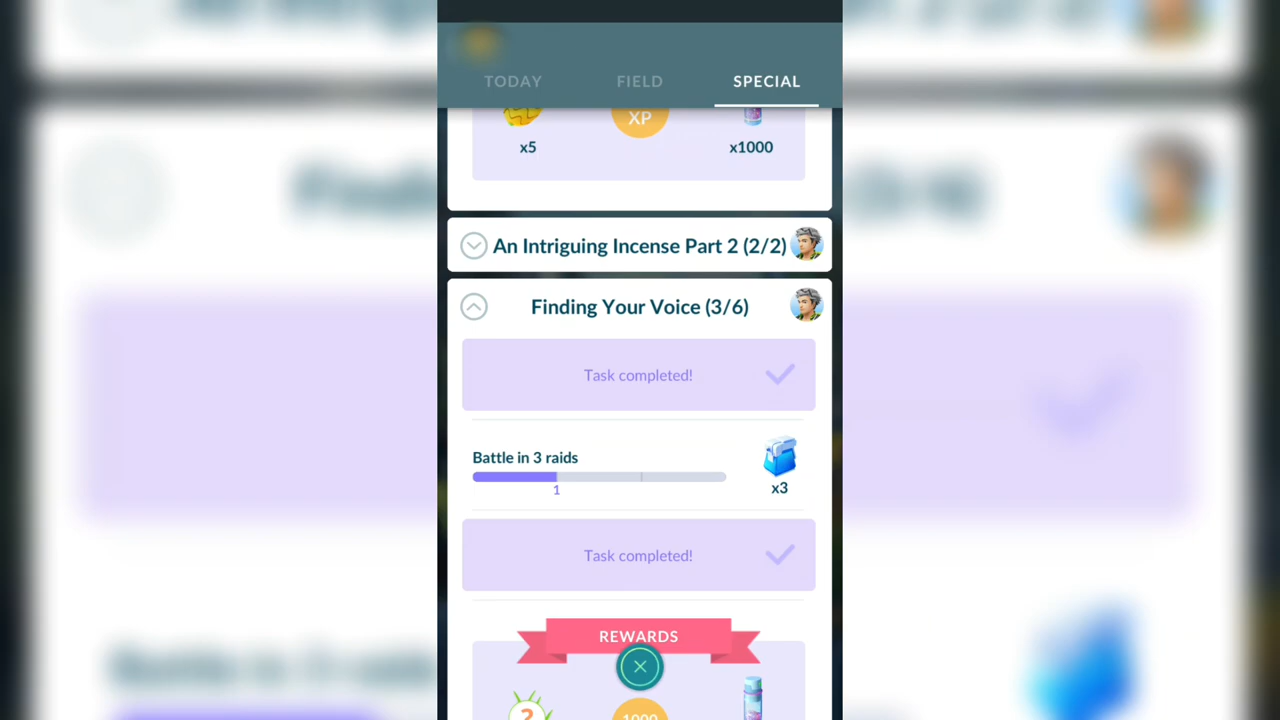 TODAY
FIELD
SPECIAL
XP
x5
x1000
An Intriguing Incense Part 2 (2/2)
Finding Your Voice (3/6)
Task completed!
Battle in 3 raids
1
x3
Task completed!
REWARDS
?
1000